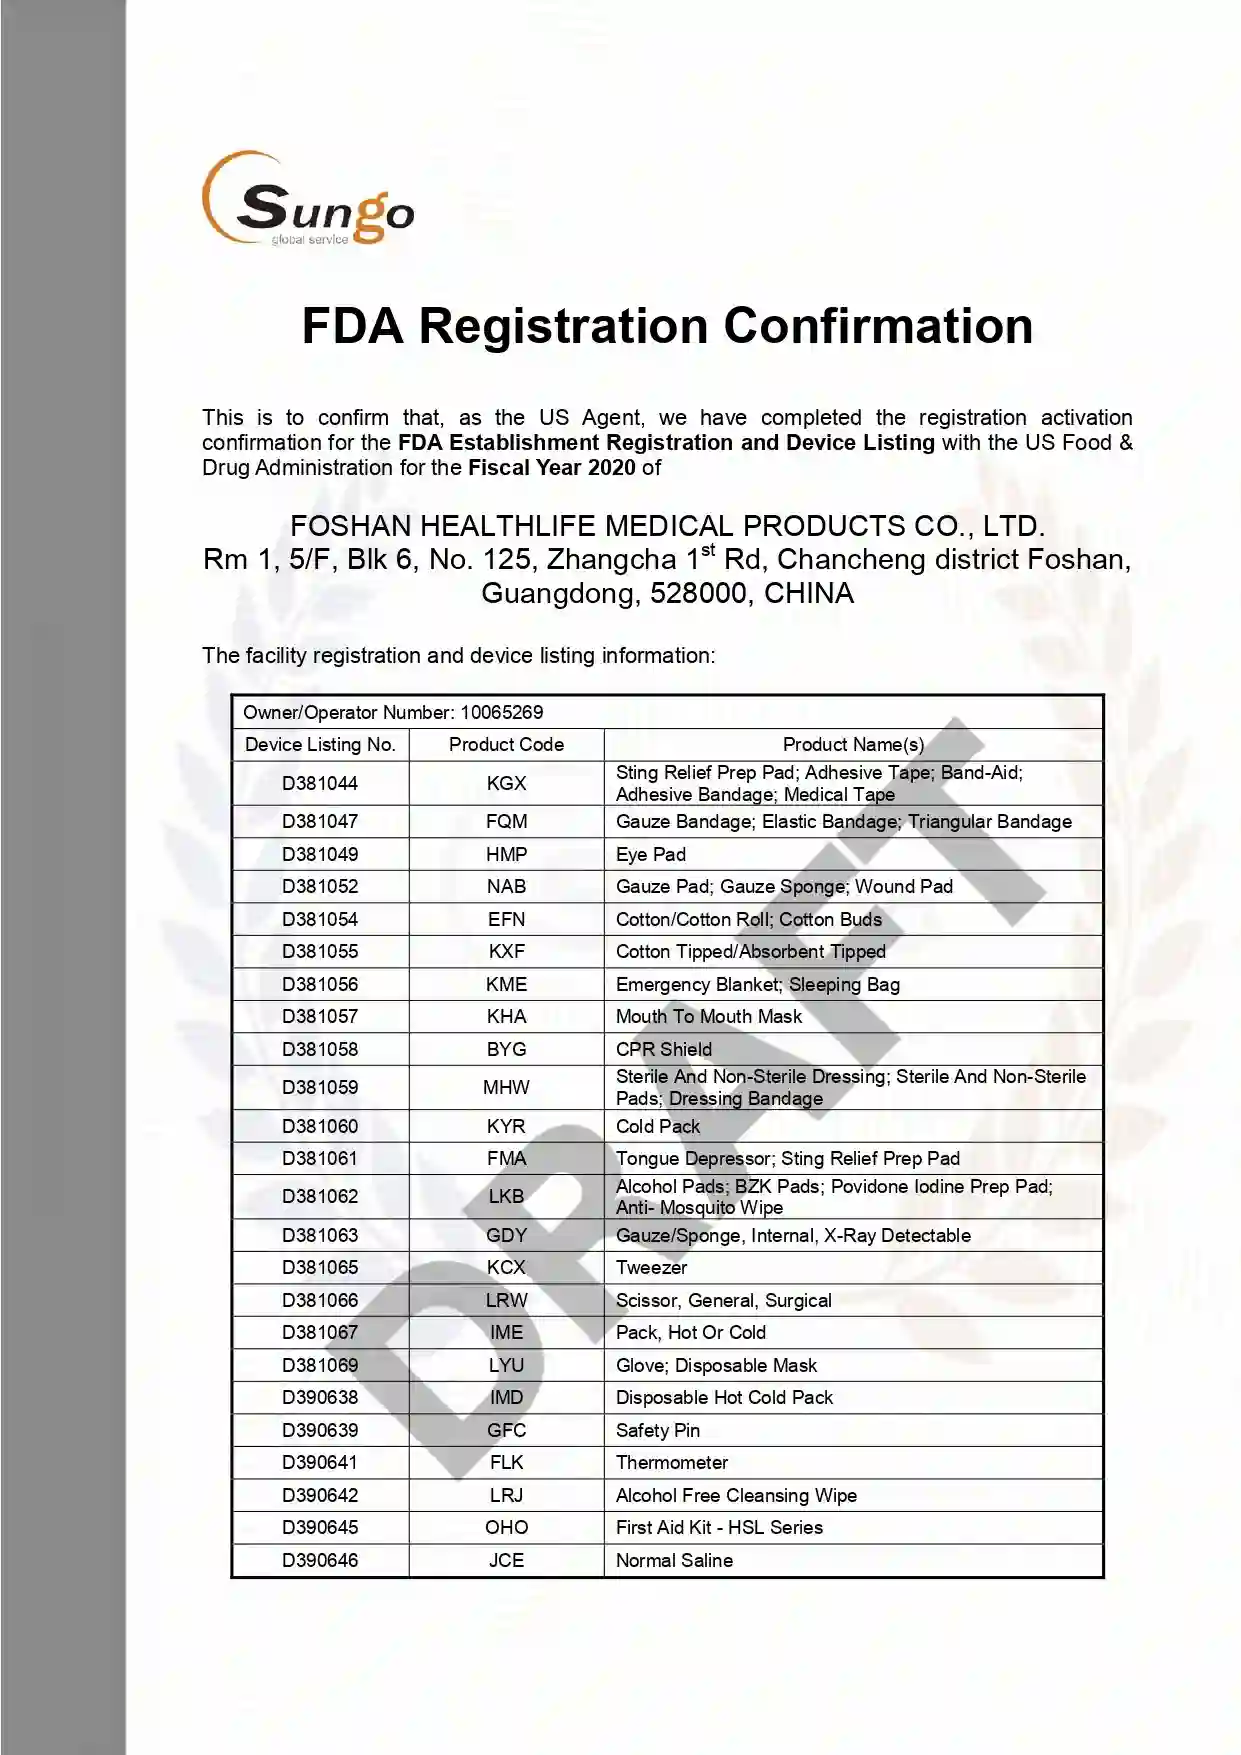 Sungo
global service
FDA Registration Confirmation
This is to confirm that, as the US Agent, we have completed the registration activation
confirmation for the FDA Establishment Registration and Device Listing with the US Food &
Drug Administration for the Fiscal Year 2020 of
FOSHAN HEALTHLIFE MEDICAL PRODUCTS CO., LTD.
Rm 1, 5/F, Blk 6, No. 125, Zhangcha 1st Rd, Chancheng district Foshan,
Guangdong, 528000, CHINA
The facility registration and device listing information:
Owner/Operator Number: 10065269
Device Listing No. Product Code Product Name(s)
D381044 KGX Sting Relief Prep Pad; Adhesive Tape; Band-Aid;
Adhesive Bandage; Medical Tape
D381047 FQM Gauze Bandage; Elastic Bandage; Triangular Bandage
D381049 HMP Eye Pad
D381052 NAB Gauze Pad; Gauze Sponge; Wound Pad
D381054 EFN Cotton/Cotton Roll; Cotton Buds
D381055 KXF Cotton Tipped/Absorbent Tipped
D381056 KME Emergency Blanket; Sleeping Bag
D381057 KHA Mouth To Mouth Mask
D381058 BYG CPR Shield
D381059 MHW Sterile And Non-Sterile Dressing; Sterile And Non-Sterile
Pads; Dressing Bandage
D381060 KYR Cold Pack
D381061 FMA Tongue Depressor; Sting Relief Prep Pad
D381062 LKB Alcohol Pads; BZK Pads; Povidone Iodine Prep Pad;
Anti- Mosquito Wipe
D381063 GDY Gauze/Sponge, Internal, X-Ray Detectable
D381065 KCX Tweezer
D381066 LRW Scissor, General, Surgical
D381067 IME Pack, Hot Or Cold
D381069 LYU Glove; Disposable Mask
D390638 IMD Disposable Hot Cold Pack
D390639 GFC Safety Pin
D390641 FLK Thermometer
D390642 LRJ Alcohol Free Cleansing Wipe
D390645 OHO First Aid Kit - HSL Series
D390646 JCE Normal Saline
DRAFT